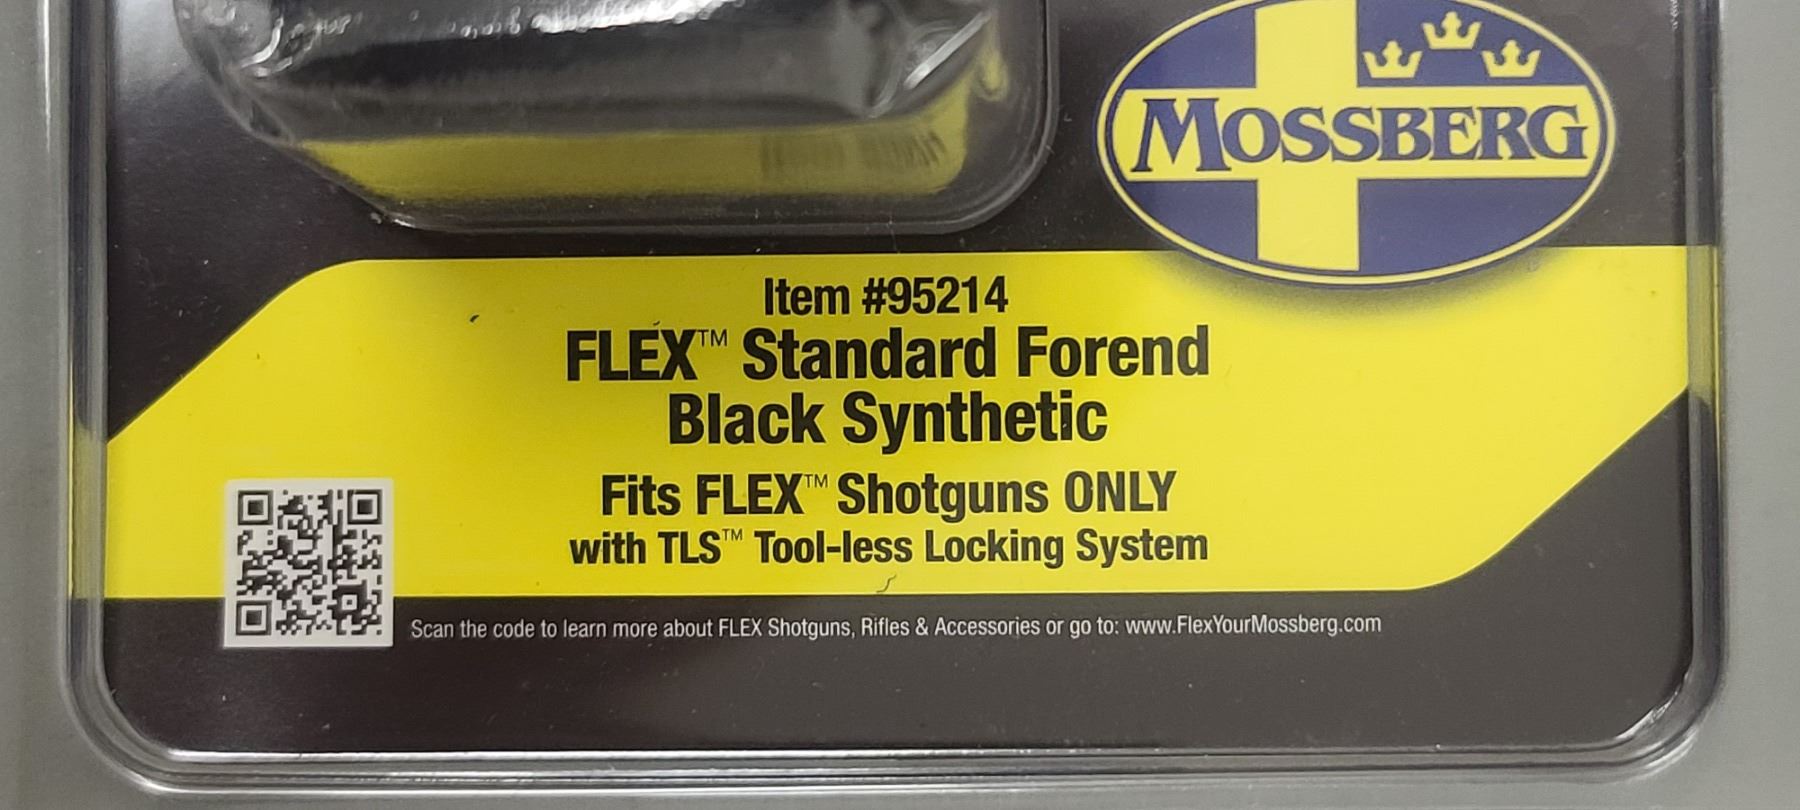 MOSSBERG
Item #95214
FLEX™ Standard Forend
Black Synthetic
Fits FLEX™ Shotguns ONLY
with TLS™ Tool-less Locking System
Scan the code to learn more about FLEX Shotguns, Rifles & Accessories or go to: www.FlexYourMossberg.com